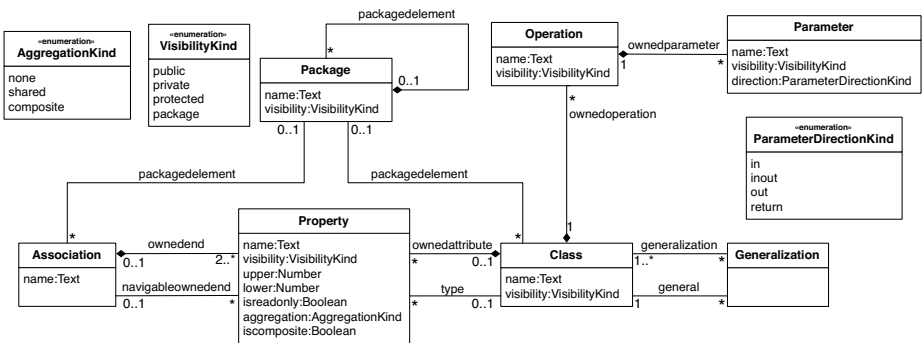 «enumeration»
AggregationKind
none
shared
composite
«enumeration»
VisibilityKind
public
private
protected
package
packagedelement
*
Package
name:Text
visibility:VisibilityKind
0..1
0..1
0..1
Operation
name:Text
visibility:VisibilityKind
ownedparameter
1
*
Parameter
name:Text
visibility:VisibilityKind
direction:ParameterDirectionKind
*
ownedoperation
1
«enumeration»
ParameterDirectionKind
in
inout
out
return
packagedelement
*
packagedelement
*
Association
name:Text
ownedend
0..1
2..*
navigableownedend
0..1
*
Property
name:Text
visibility:VisibilityKind
upper:Number
lower:Number
isreadonly:Boolean
aggregation:AggregationKind
iscomposite:Boolean
ownedattribute
*
0..1
type
*
0..1
Class
name:Text
visibility:VisibilityKind
generalization
1..*
*
general
1
*
Generalization